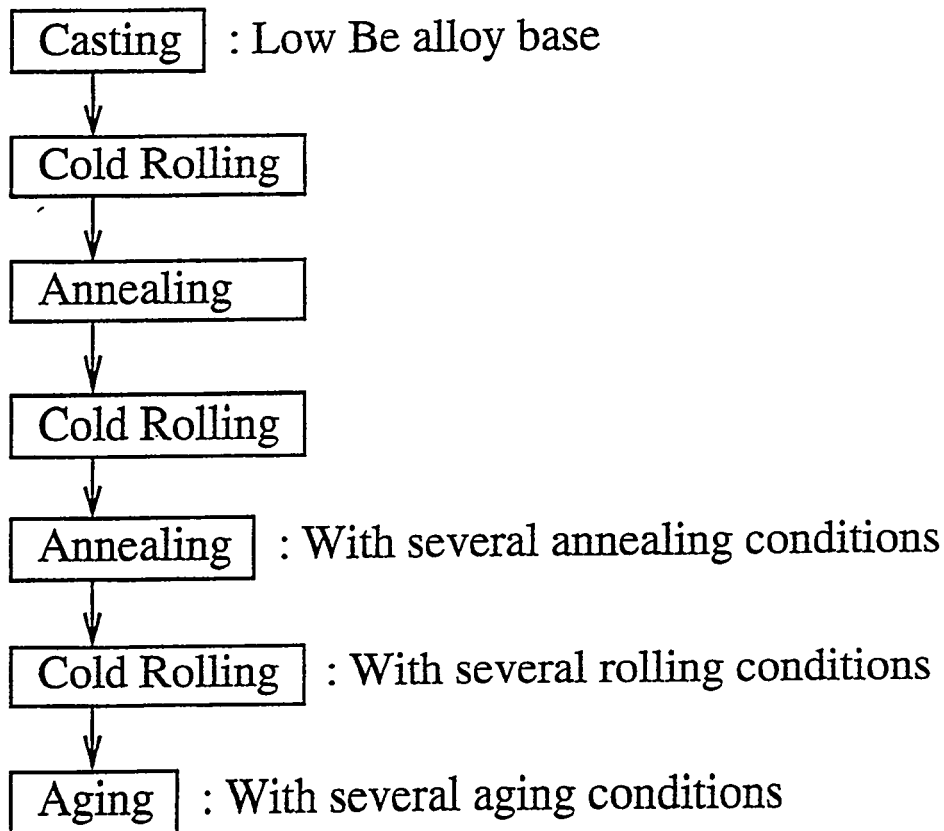 Casting : Low Be alloy base
Cold Rolling
Annealing
Cold Rolling
Annealing : With several annealing conditions
Cold Rolling : With several rolling conditions
Aging : With several aging conditions